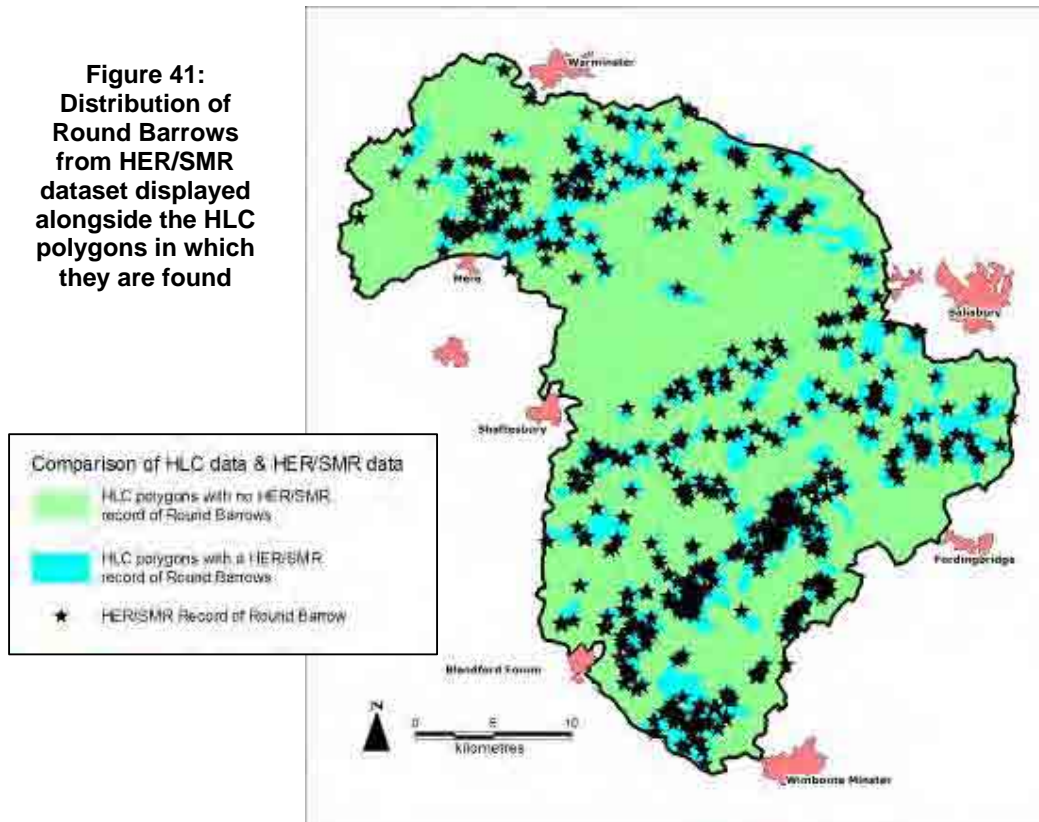 Figure 41:
Distribution of
Round Barrows
from HER/SMR
dataset displayed
alongside the HLC
polygons in which
they are found
Warminster
Mere
Salisbury
Shaftesbury
Comparison of HLC data & HER/SMR data
HLC polygons with no HER/SMR
record of Round Barrows
HLC polygons with a HER/SMR
record of Round Barrows
HER/SMR Record of Round Barrow
Fordingbridge
Blandford Forum
N
0 5 10
kilometres
Wimborne Minster